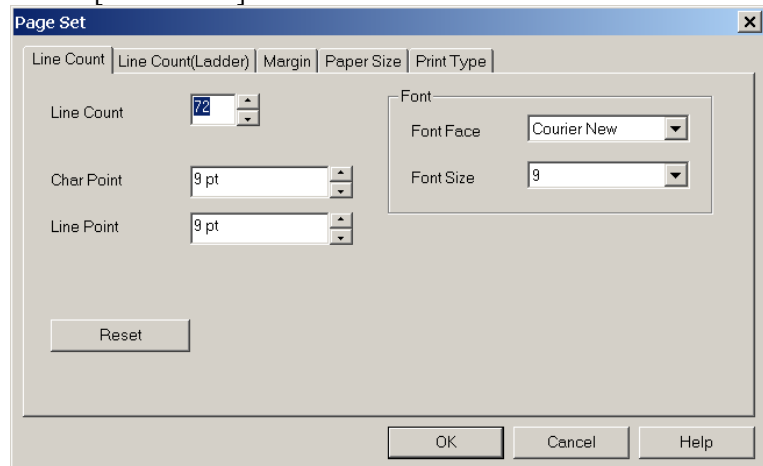 Page Set
Line Count Line Count(Ladder) Margin Paper Size Print Type
Line Count 72
Font
Font Face Courier New
Char Point 9 pt
Font Size 9
Line Point 9 pt
Reset
OK Cancel Help